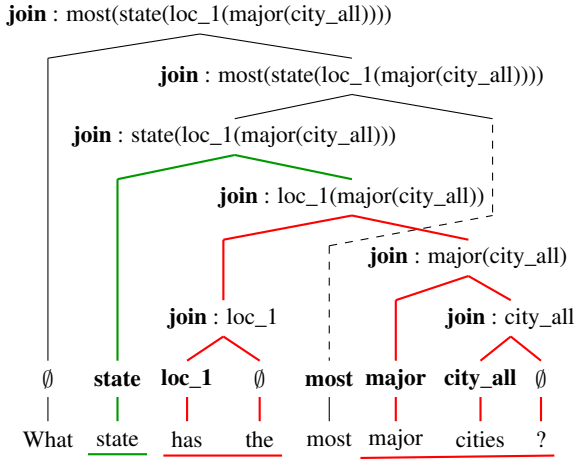 join : most(state(loc_1(major(city_all))))
join : most(state(loc_1(major(city_all))))
join : state(loc_1(major(city_all)))
join : loc_1(major(city_all))
join : major(city_all)
join : loc_1 join : city_all
∅ state loc_1 ∅ most major city_all ∅
What state has the most major cities ?